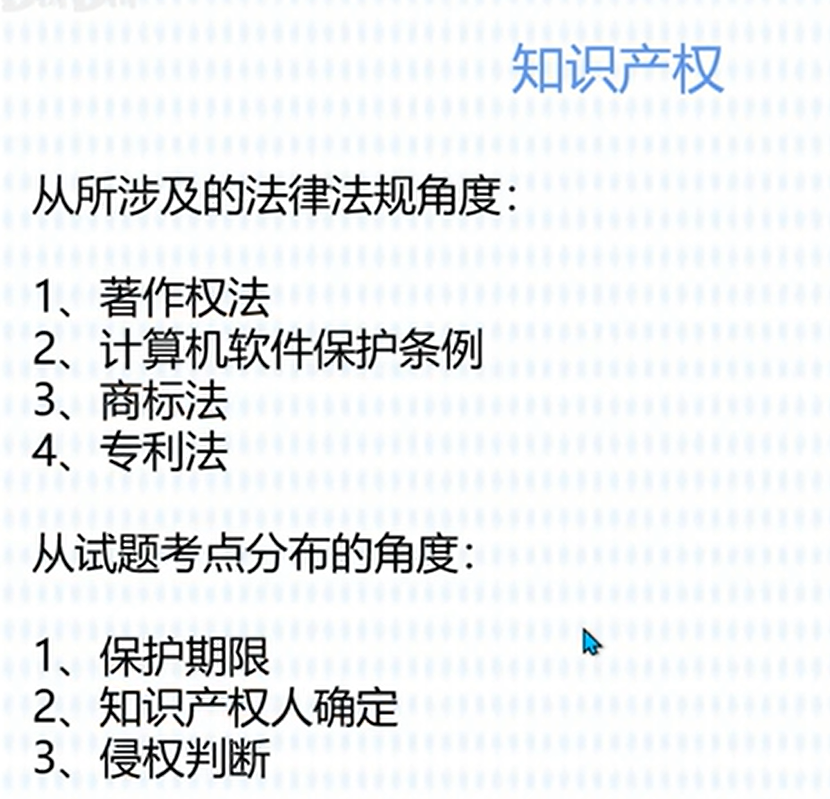 知识产权
从所涉及的法律法规角度：
1、著作权法
2、计算机软件保护条例
3、商标法
4、专利法
从试题考点分布的角度：
1、保护期限
2、知识产权人确定
3、侵权判断